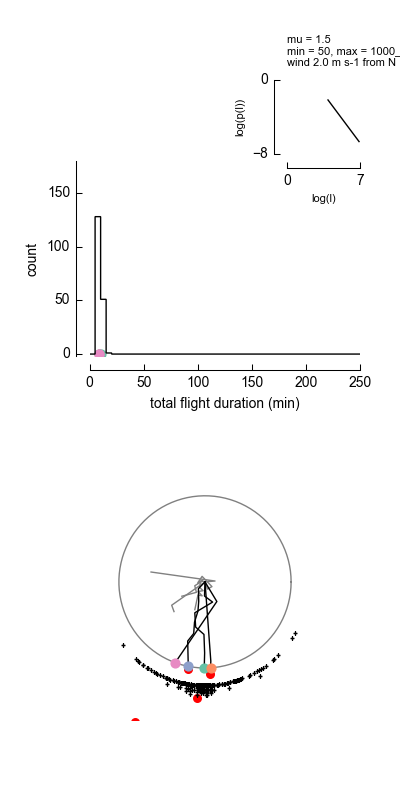 mu = 1.5
min = 50, max = 1000_
wind 2.0 m s-1 from N
0
log(p(l))
−8
0
7
log(l)
150
100
50
0
count
0
50
100
150
200
250
total flight duration (min)